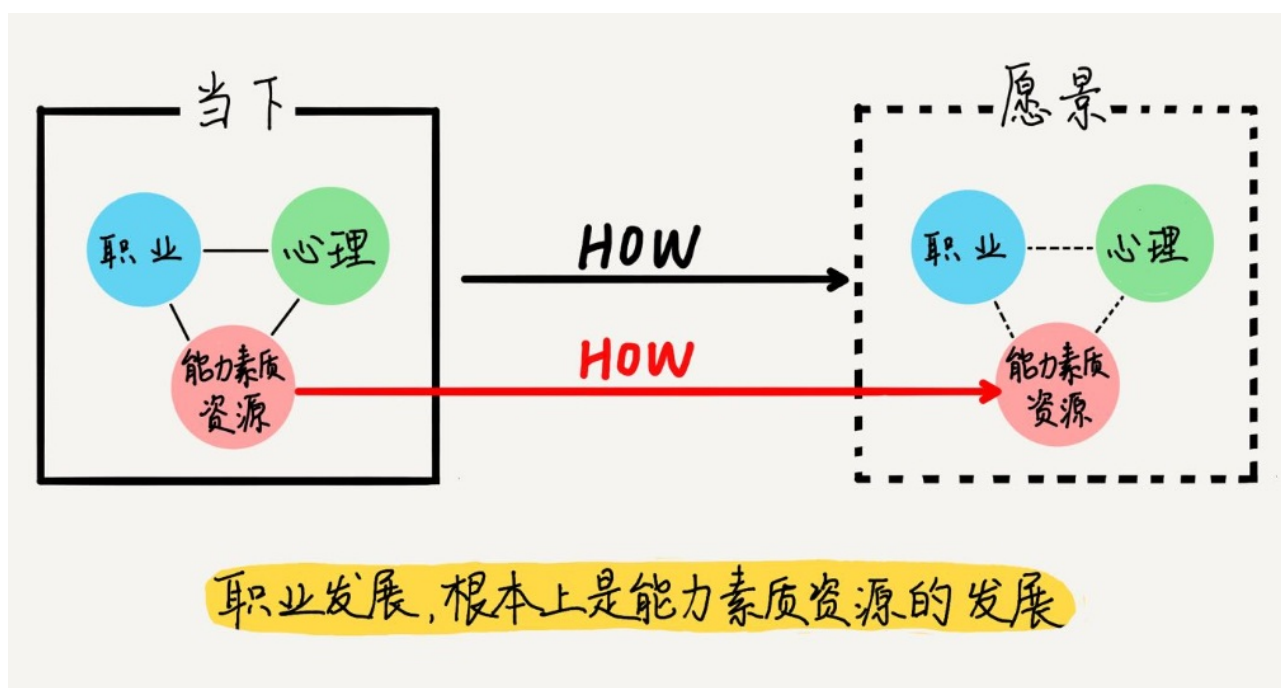 当下
愿景
职业
心理
能力素质
资源
HOW
HOW
职业
心理
能力素质
资源
职业发展,根本上是能力素质资源的发展